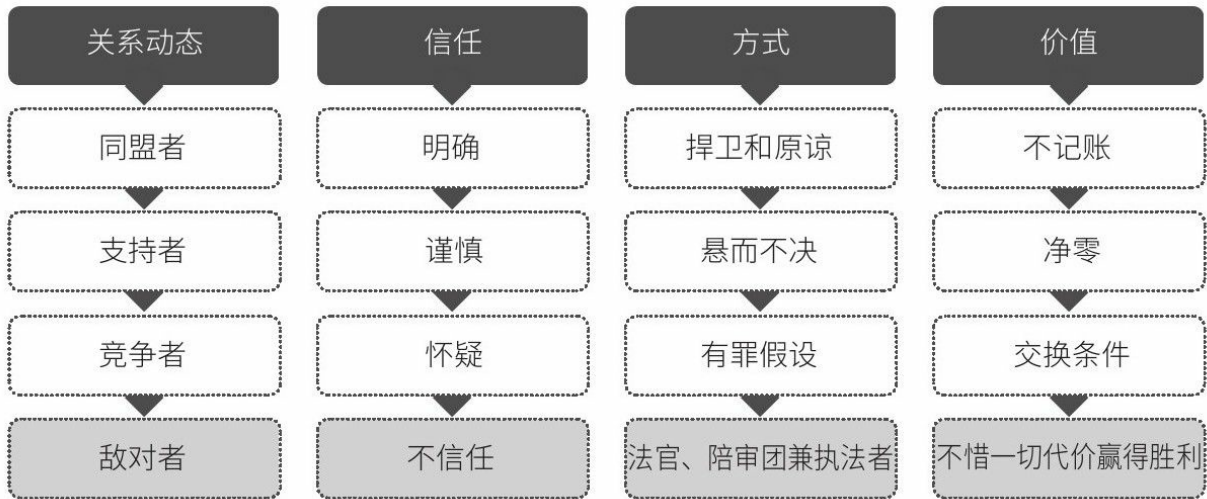 关系动态
信任
方式
价值
同盟者
明确
捍卫和原谅
不记账
支持者
谨慎
悬而不决
净零
竞争者
怀疑
有罪假设
交换条件
敌对者
不信任
法官、陪审团兼执法者
不惜一切代价赢得胜利